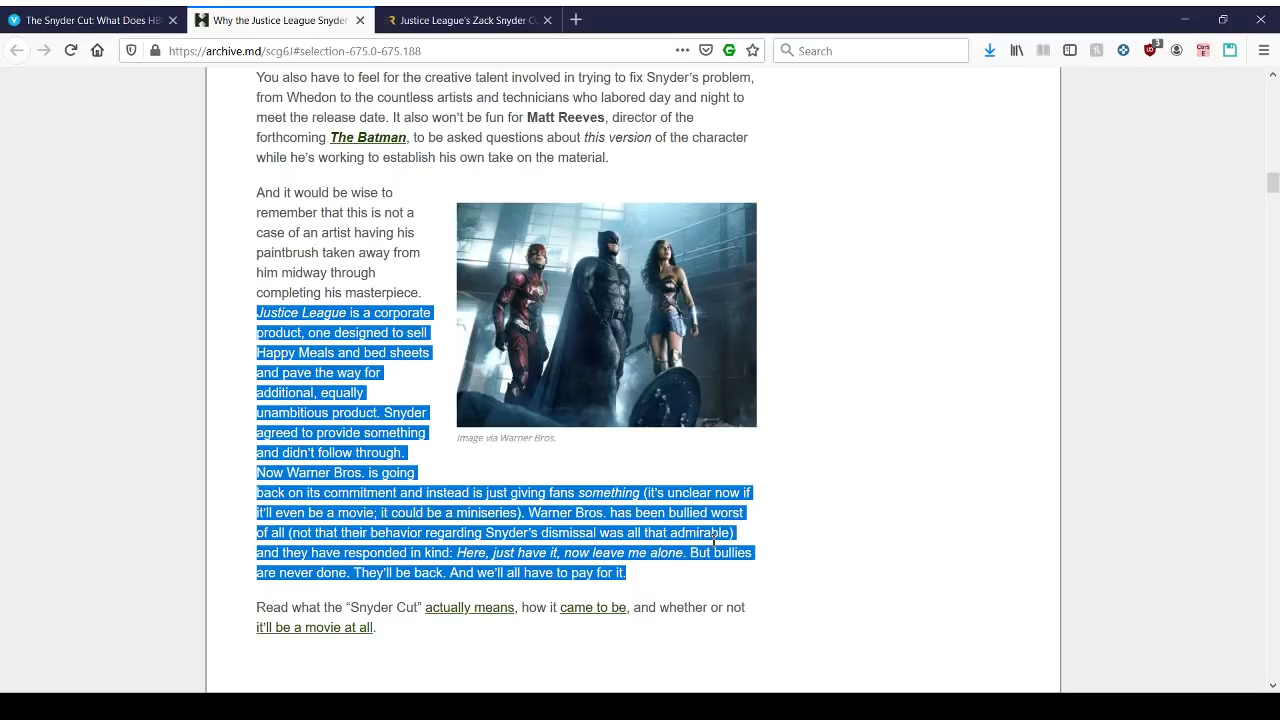 The Snyder Cut: What Does HB
Why the Justice League Snyder
Justice League's Zack Snyder C
https://archive.md/scg6J#selection-675.0-675.188
Search
3
You also have to feel for the creative talent involved in trying to fix Snyder's problem,
from Whedon to the countless artists and technicians who labored day and night to
meet the release date. It also won't be fun for Matt Reeves, director of the
forthcoming The Batman, to be asked questions about this version of the character
while he's working to establish his own take on the material.
And it would be wise to
remember that this is not a
case of an artist having his
paintbrush taken away from
him midway through
completing his masterpiece.
Justice League is a corporate
product, one designed to sell
Happy Meals and bed sheets
and pave the way for
additional, equally
unambitious product. Snyder
agreed to provide something
and didn't follow through.
Now Warner Bros. is going
back on its commitment and instead is just giving fans something (it's unclear now if
it'll even be a movie; it could be a miniseries). Warner Bros. has been bullied worst
of all (not that their behavior regarding Snyder's dismissal was all that admirable)
and they have responded in kind: Here, just have it, now leave me alone. But bullies
are never done. They'll be back. And we'll all have to pay for it.
Image via Warner Bros.
Read what the “Snyder Cut” actually means, how it came to be, and whether or not
it'll be a movie at all.